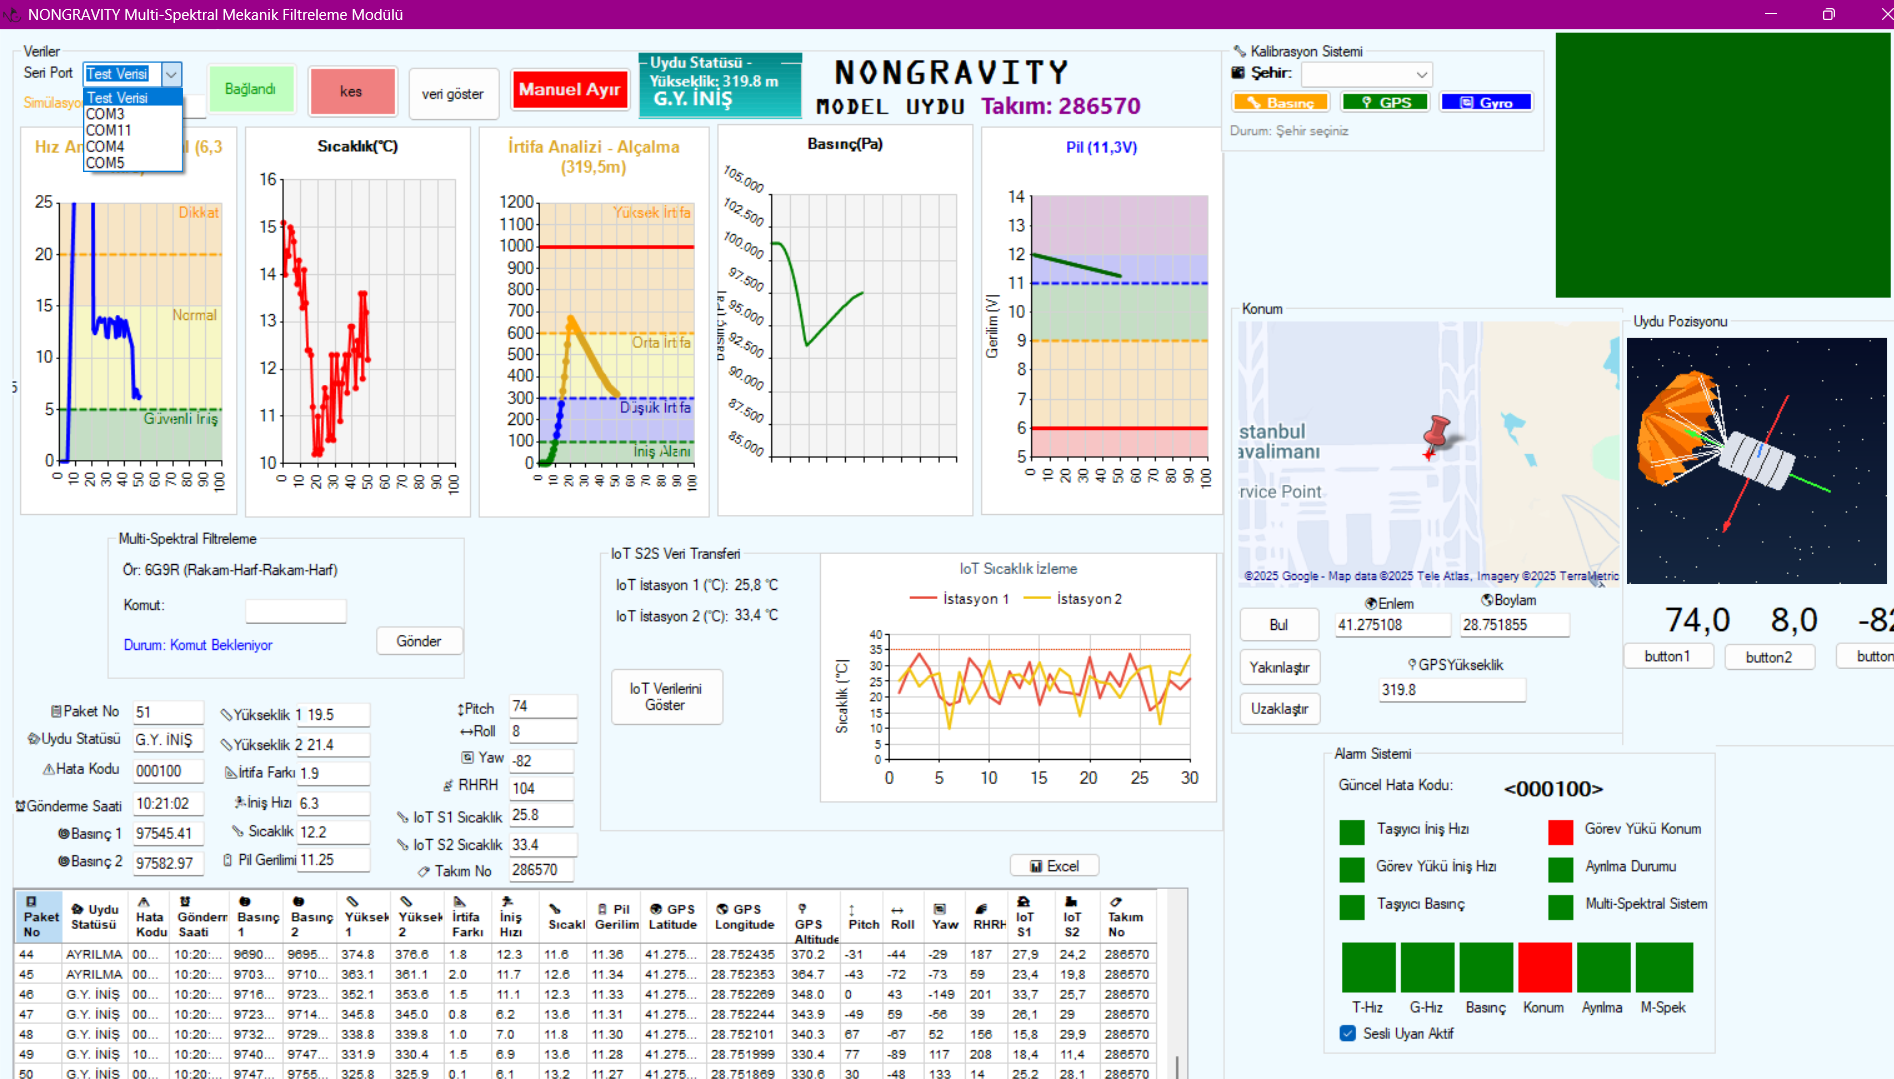 NONGRAVITY Multi-Spektral Mekanik Filtreleme Modülü
Veriler
Seri Port
Test Verisi
Test Verisi
COM3
COM11
COM4
COM5
Bağlandı
kes
veri göster
Manuel Ayır
Uydu Statüsü -
Yükseklik: 319.8 m
G.Y. İNİŞ
NONGRAVITY
MODEL UYDU Takım: 286570
Kalibrasyon Sistemi
Şehir:
Basınç GPS Gyro
Durum: Şehir seçiniz
(6,3
25
20
15
10
5
0
Dikkat
Normal
Güvenli İniş
0 10 20 30 40 50 60 70 80 90 100
Sıcaklık(°C)
16
15
14
13
12
11
10
0 10 20 30 40 50 60 70 80 90 100
İrtifa Analizi - Alçalma
(319,5m)
1200
1100
1000
900
800
700
600
500
400
300
200
100
0
Yüksek İrtifa
Orta İrtifa
Düşük İrtifa
İniş Alanı
0 10 20 30 40 50 60 70 80 90 100
Basınç(Pa)
105.000
102.500
100.000
97.500
95.000
92.500
90.000
87.500
85.000
Pil (11,3V)
Gerilim [V]
14
13
12
11
10
9
8
7
6
5
0 10 20 30 40 50 60 70 80 90 100
Konum
stanbul
avalimanı
rvice Point
©2025 Google - Map data ©2025 Tele Atlas, Imagery ©2025 TerraMetric
Bul
Yakınlaştır
Uzaklaştır
Enlem
41.275108
Boylam
28.751855
GPSYükseklik
319.8
Uydu Pozisyonu
74,0 8,0
button1 button2 button
Multi-Spektral Filtreleme
Ör: 6G9R (Rakam-Harf-Rakam-Harf)
Komut:
Durum: Komut Bekleniyor
Gönder
IoT S2S Veri Transferi
IoT İstasyon 1 (°C): 25,8 °C
IoT İstasyon 2 (°C): 33,4 °C
IoT Verilerini
Göster
IoT Sıcaklık İzleme
İstasyon 1 İstasyon 2
Sıcaklık [°C]
40
35
30
25
20
15
10
5
0
0 5 10 15 20 25 30
Paket No 51
Uydu Statüsü G.Y. İNİŞ
Hata Kodu 000100
Gönderme Saati 10:21:02
Basınç 1 97545.41
Basınç 2 97582.97
Yükseklik 1 19.5
Yükseklik 2 21.4
İrtifa Farkı 1.9
İniş Hızı 6.3
Sıcaklık 12.2
Pil Gerilimi 11.25
Pitch 74
Roll 8
Yaw -82
RHRH 104
IoT S1 Sıcaklık 25.8
IoT S2 Sıcaklık 33.4
Takım No 286570
Excel
Alarm Sistemi
Güncel Hata Kodu: <000100>
Taşıyıcı İniş Hızı Görev Yükü Konum
Görev Yükü İniş Hızı Ayrılma Durumu
Taşıyıcı Basınç Multi-Spektral Sistem
T-Hız G-Hız Basınç Konum Ayrılma M-Spek
Sesli Uyarı Aktif
Paket No Uydu Statüsü Hata Kodu Gönderr Saati Basınç 1 Basınç 2 Yüksek 1 Yüksek 2 İrtifa Farkı İniş Hızı Sıcakl Pil Gerilim GPS Latitude GPS Longitude GPS Altitude Pitch Roll Yaw RHRH IoT S1 IoT S2 Takım No
44 AYRILMA 00... 10:20:... 9690... 9695... 374.8 376.6 1.8 12.3 11.6 11.36 41.275... 28.752435 370.2 -31 -44 -29 187 27,9 24,2 286570
45 AYRILMA 00... 10:20:... 9703... 9710... 363.1 361.1 2.0 11.7 12.6 11.34 41.275... 28.752353 364.7 -43 -72 -73 59 23,4 19,8 286570
46 G.Y. İNİŞ 00... 10:20:... 9716... 9723... 352.1 353.6 1.5 11.1 12.3 11.33 41.275... 28.752269 348.0 0 43 -149 201 33,7 25,7 286570
47 G.Y. İNİŞ 00... 10:20:... 9723... 9714... 345.8 345.0 0.8 6.2 13.6 11.31 41.275... 28.752244 343.9 -49 59 -56 39 26,1 29 286570
48 G.Y. İNİŞ 00... 10:20:... 9732... 9729... 338.8 339.8 1.0 7.0 11.8 11.30 41.275... 28.752101 340.3 67 -67 52 156 15,8 29,9 286570
49 G.Y. İNİŞ 10... 10:20:... 9740... 9747... 331.9 330.4 1.5 6.9 13.6 11.28 41.275... 28.751999 330.4 77 -89 117 208 18,4 11,4 286570
50 G.Y. İNİŞ 00... 10:20:... 9747... 9755... 325.8 325.9 0.1 6.1 13.2 11.27 41.275... 28.751869 330.6 30 -48 133 14 25.2 28.1 286570